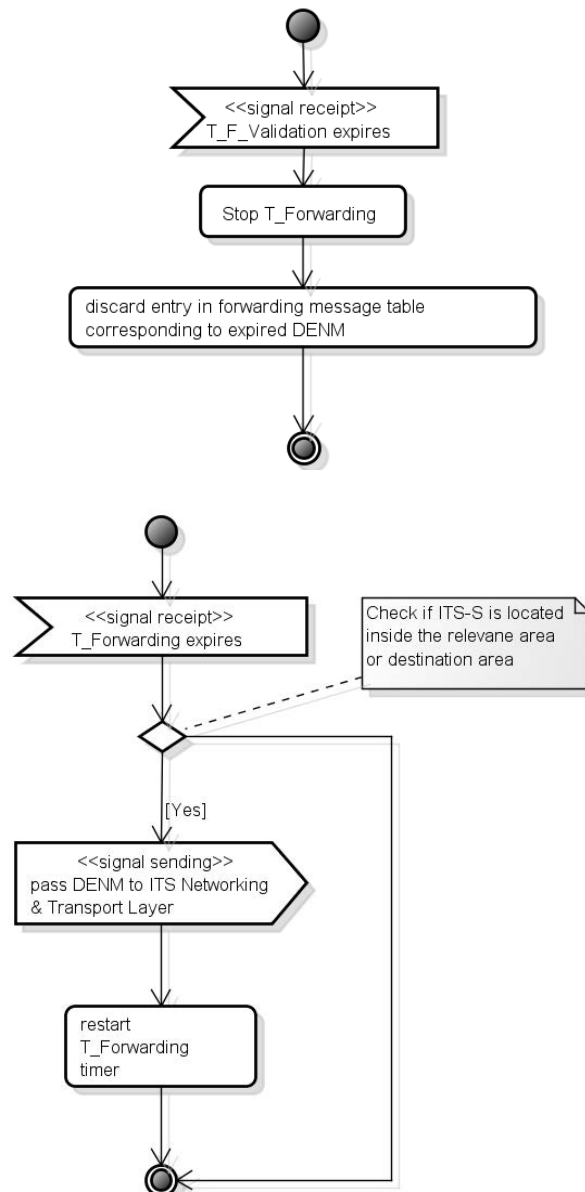 <<signal receipt>>
T_F_Validation expires
Stop T_Forwarding
discard entry in forwarding message table
corresponding to expired DENM
<<signal receipt>>
T_Forwarding expires
Check if ITS-S is located
inside the relevane area
or destination area
[Yes]
<<signal sending>>
pass DENM to ITS Networking
& Transport Layer
restart
T_Forwarding
timer